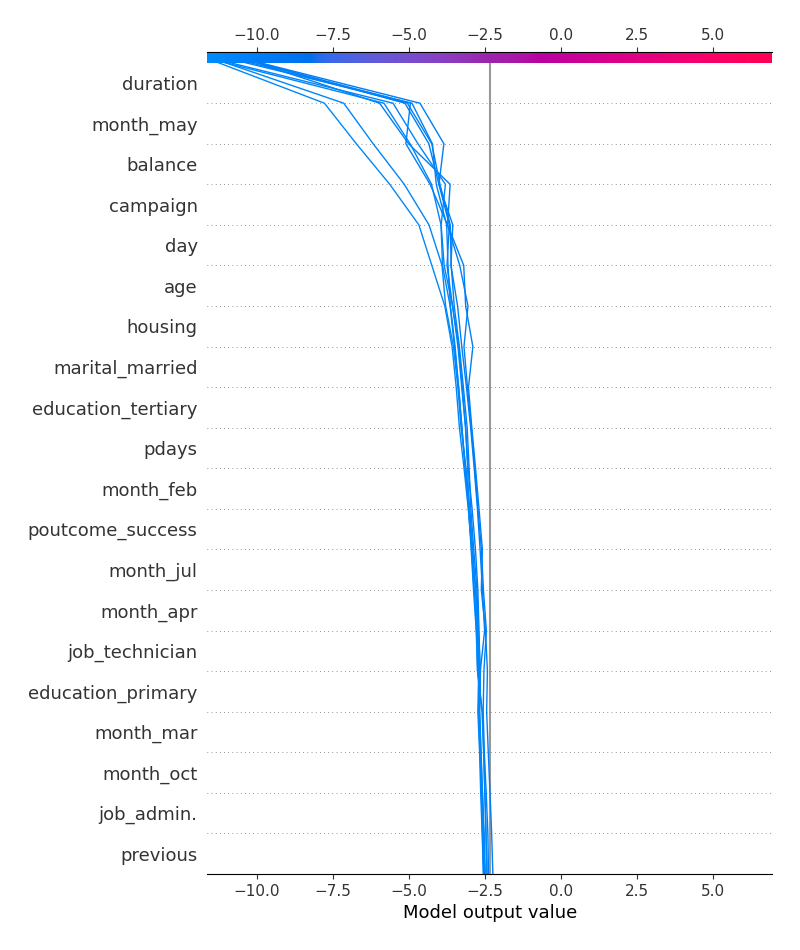 −10.0 −7.5 −5.0 −2.5 0.0 2.5 5.0
duration
month_may
balance
campaign
day
age
housing
marital_married
education_tertiary
pdays
month_feb
poutcome_success
month_jul
month_apr
job_technician
education_primary
month_mar
month_oct
job_admin.
previous
−10.0 −7.5 −5.0 −2.5 0.0 2.5 5.0
Model output value